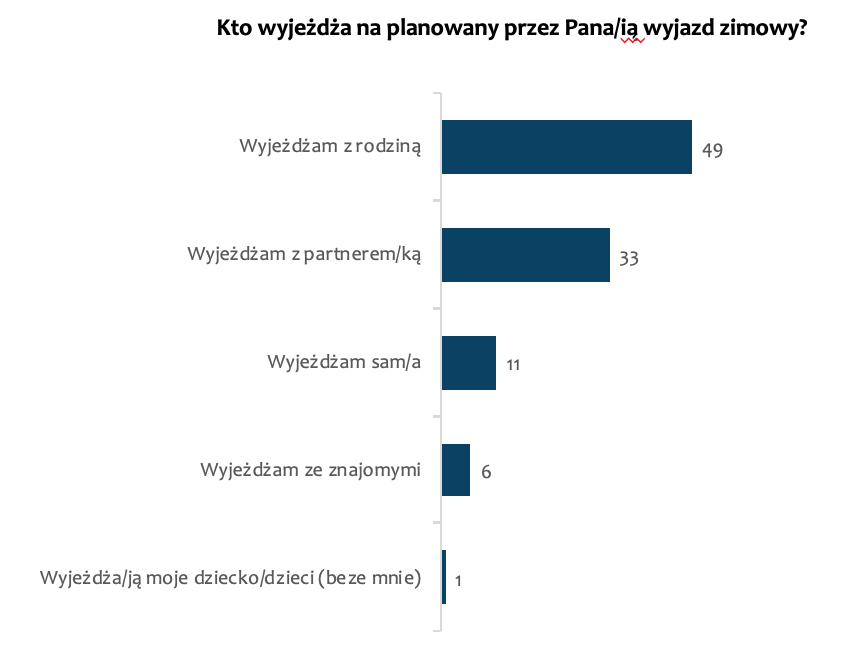 Kto wyjeżdża na planowany przez Pana/ią wyjazd zimowy?
Wyjeżdżam z rodziną 49
Wyjeżdżam z partnerem/ką 33
Wyjeżdżam sam/a 11
Wyjeżdżam ze znajomymi 6
Wyjeżdża/ją moje dziecko/dzieci (beze mnie) 1